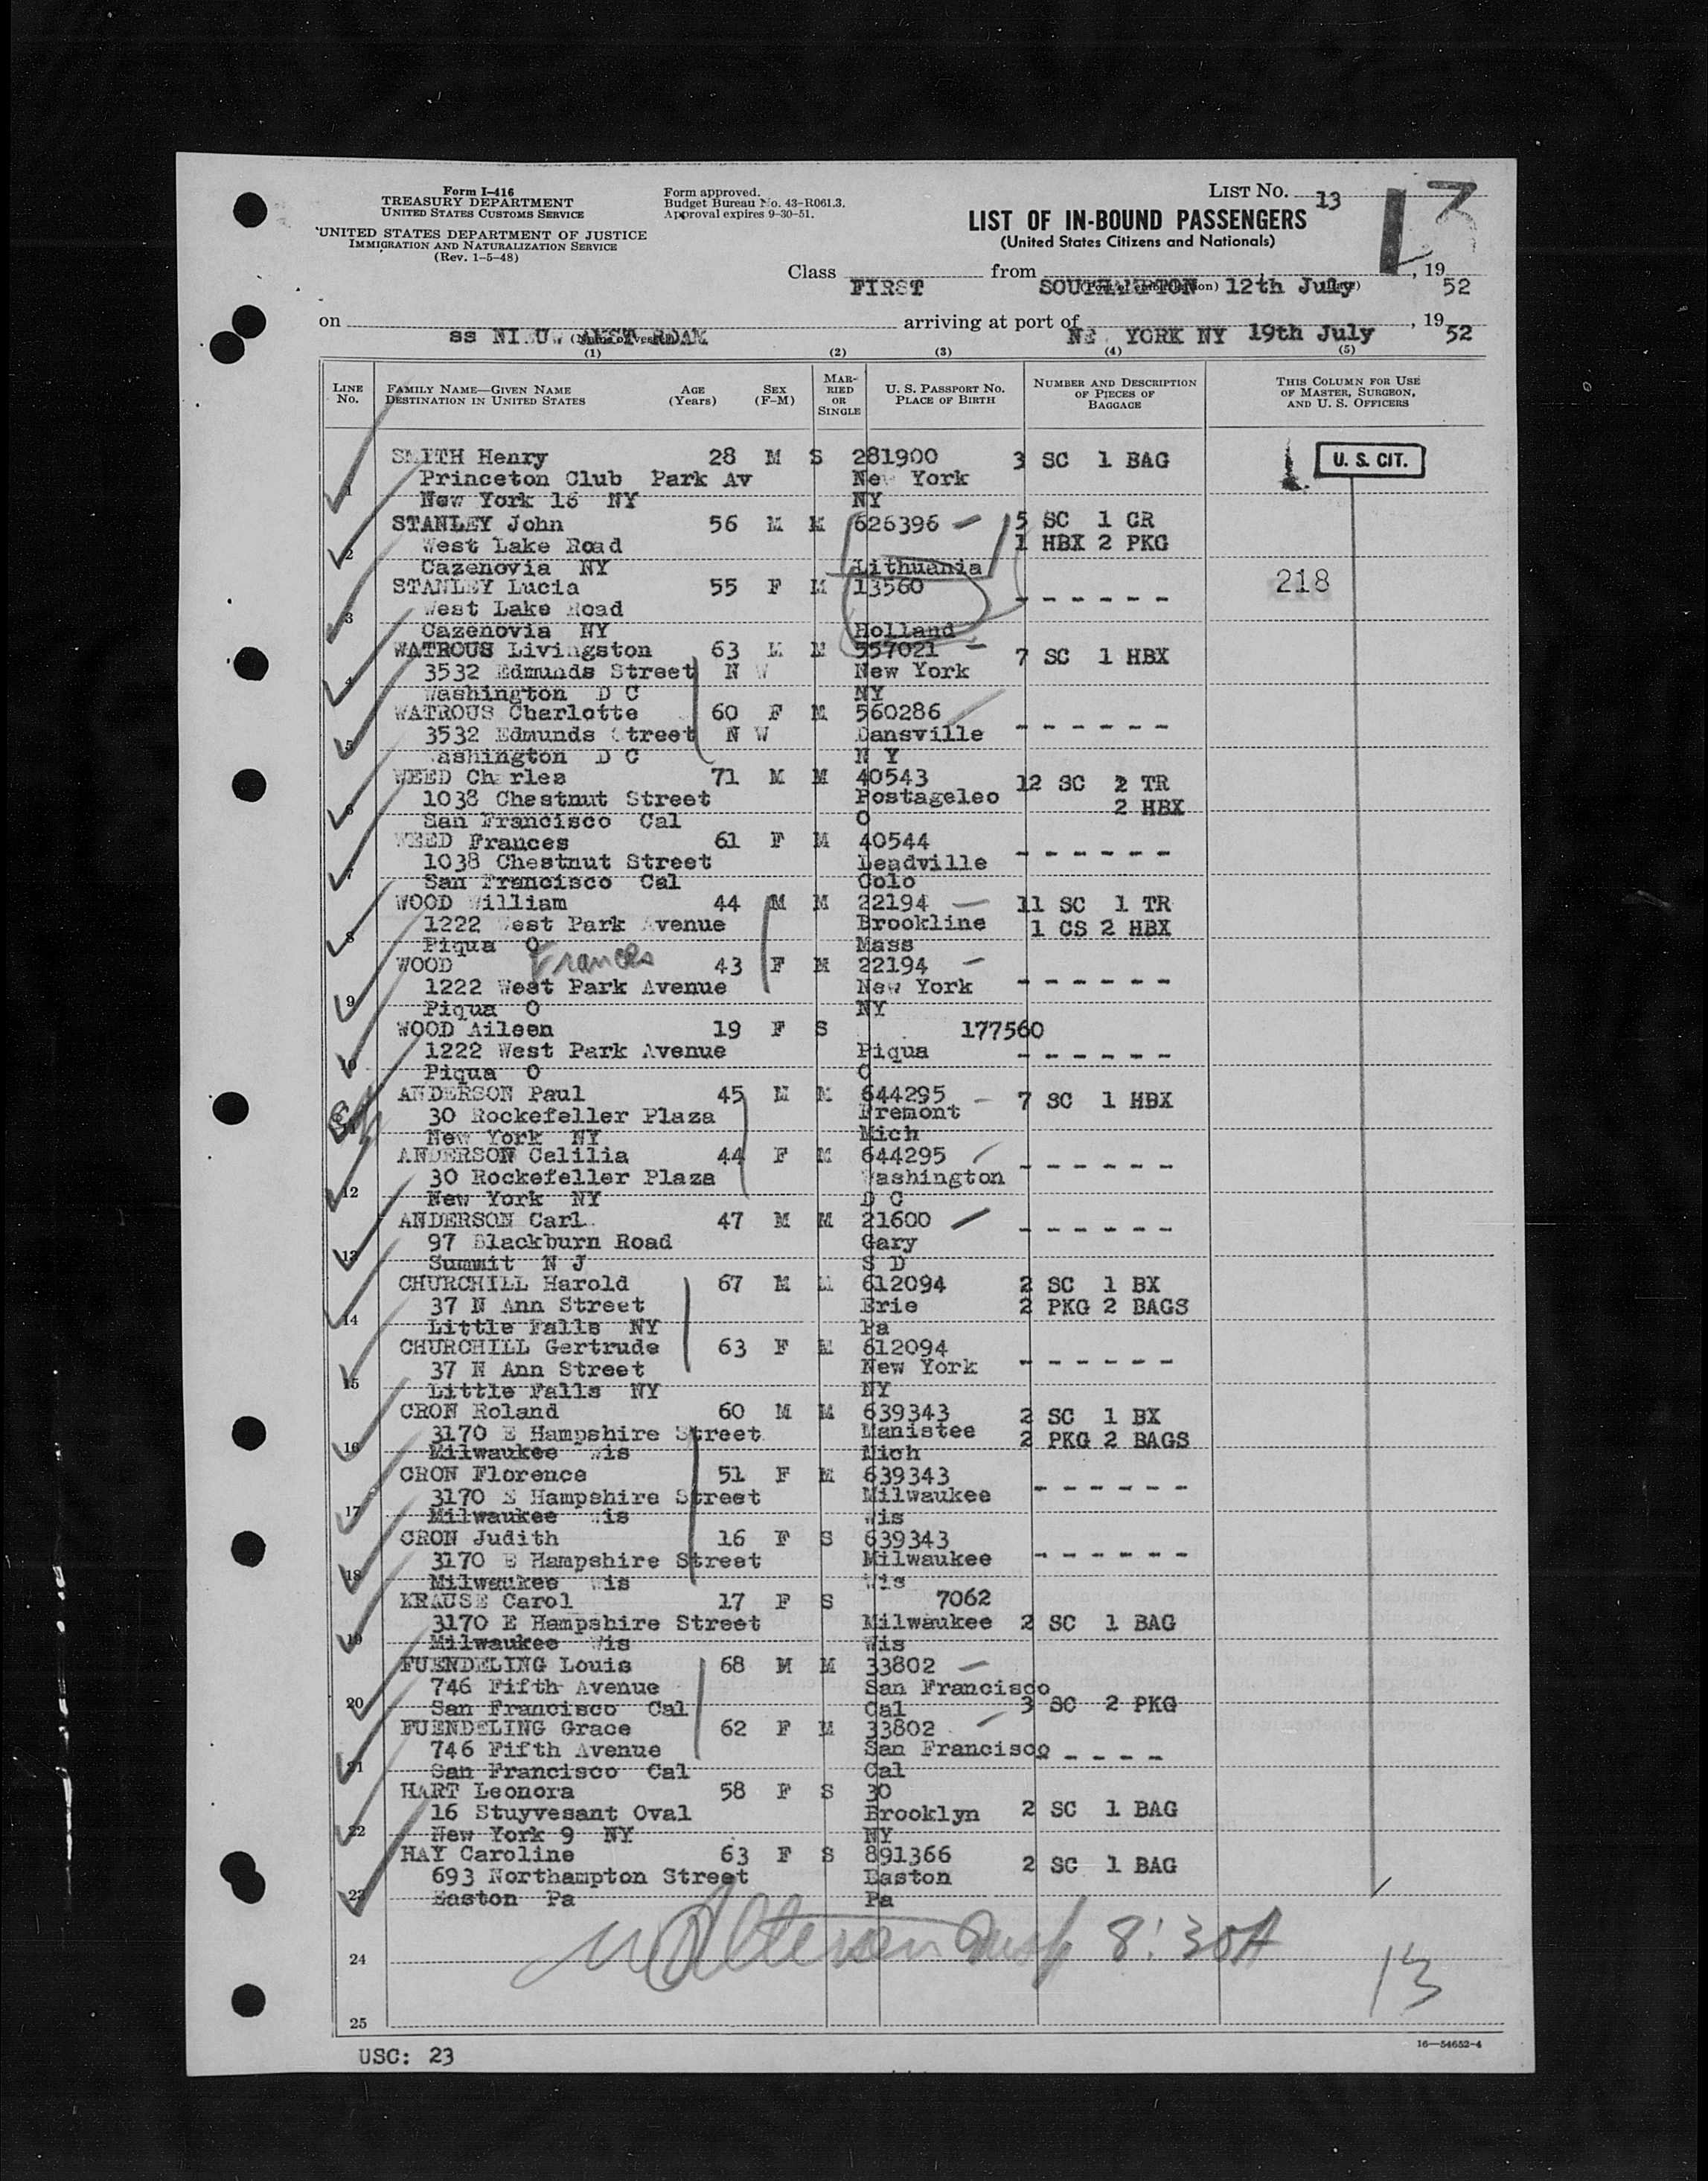 Form I-416
TREASURY DEPARTMENT
UNITED STATES CUSTOMS SERVICE
UNITED STATES DEPARTMENT OF JUSTICE
IMMIGRATION AND NATURALIZATION SERVICE
(Rev. 1-5-48)
Form approved.
Budget Bureau No. 43-R061.3.
Approval expires 9-30-51.
LIST NO. 13
13
LIST OF IN-BOUND PASSENGERS
(United States Citizens and Nationals)
Class FIRST from SOUTHAMPTON 12th July, 19 52
on ss NIEUW AMSTERDAM arriving at port of NEW YORK NY 19th July, 19 52
(1) (2) (3) (4) (5)
LINE No. FAMILY NAME—GIVEN NAME DESTINATION IN UNITED STATES AGE (Years) SEX (F-M) MARRIED OR SINGLE U. S. PASSPORT NO. PLACE OF BIRTH NUMBER AND DESCRIPTION OF PIECES OF BAGGAGE THIS COLUMN FOR USE OF MASTER, SURGEON, AND U. S. OFFICERS
SMITH Henry 28 M S 281900 3 SC 1 BAG U. S. CIT.
Princeton Club Park Av New York
1 New York 16 NY NY
STANLEY John 56 M M 626396 5 SC 1 CR
2 West Lake Road 1 HBX 2 PKG
Cazenovia NY Lithuania
STANLEY Lucia 55 F M 13560 218
West Lake Road - - - - - -
3 Cazenovia NY Holland
WATROUS Livingston 63 M M 557021 7 SC 1 HBX
3532 Edmunds Street N W New York
4 Washington D C NY
WATROUS Charlotte 60 F M 560286
3532 Edmunds Street N W Dansville - - - - - -
5 Washington D C N Y
WEED Charles 71 M M 40543 12 SC 2 TR
1038 Chestnut Street Postageleo 2 HBX
6 San Francisco Cal O
WEED Frances 61 F M 40544
1038 Chestnut Street Leadville - - - - - -
7 San Francisco Cal Colo
WOOD William 44 M M 22194 11 SC 1 TR
1222 West Park Avenue Brookline 1 CS 2 HBX
8 Piqua O Mass
WOOD Frances 43 F M 22194
1222 West Park Avenue New York - - - - - -
9 Piqua O NY
WOOD Aileen 19 F S 177560
1222 West Park Avenue Piqua - - - - - -
10 Piqua O O
ANDERSON Paul 45 M M 644295 7 SC 1 HBX
30 Rockefeller Plaza Fremont
11 New York NY Mich
ANDERSON Celilia 44 F M 644295
30 Rockefeller Plaza Washington - - - - - -
12 New York NY D C
ANDERSON Carl 47 M M 21600 - - - - - -
97 Blackburn Road Gary
13 Summit N J S D
CHURCHILL Harold 67 M M 612094 2 SC 1 BX
37 N Ann Street Erie 2 PKG 2 BAGS
14 Little Falls NY Pa
CHURCHILL Gertrude 63 F M 612094
37 N Ann Street New York - - - - - -
15 Little Falls NY NY
CRON Roland 60 M M 639343 2 SC 1 BX
3170 E Hampshire Street Manistee 2 PKG 2 BAGS
16 Milwaukee Wis Mich
CRON Florence 51 F M 639343
3170 E Hampshire Street Milwaukee - - - - - -
17 Milwaukee Wis Wis
CRON Judith 16 F S 639343
3170 E Hampshire Street Milwaukee - - - - - -
18 Milwaukee Wis Wis
KRAUSE Carol 17 F S 7062
3170 E Hampshire Street Milwaukee 2 SC 1 BAG
19 Milwaukee Wis Wis
FUENDELING Louis 68 M M 33802
746 Fifth Avenue San Francisco
20 San Francisco Cal Cal 3 SC 2 PKG
FUENDELING Grace 62 F M 33802
746 Fifth Avenue San Francisco - - - -
21 San Francisco Cal Cal
HART Leonora 58 F S 30
16 Stuyvesant Oval Brooklyn 2 SC 1 BAG
22 New York 9 NY NY
HAY Caroline 63 F S 891366
693 Northampton Street Easton 2 SC 1 BAG
23 Easton Pa Pa
8:30A
24
13
25
16—54652-4
USC: 23